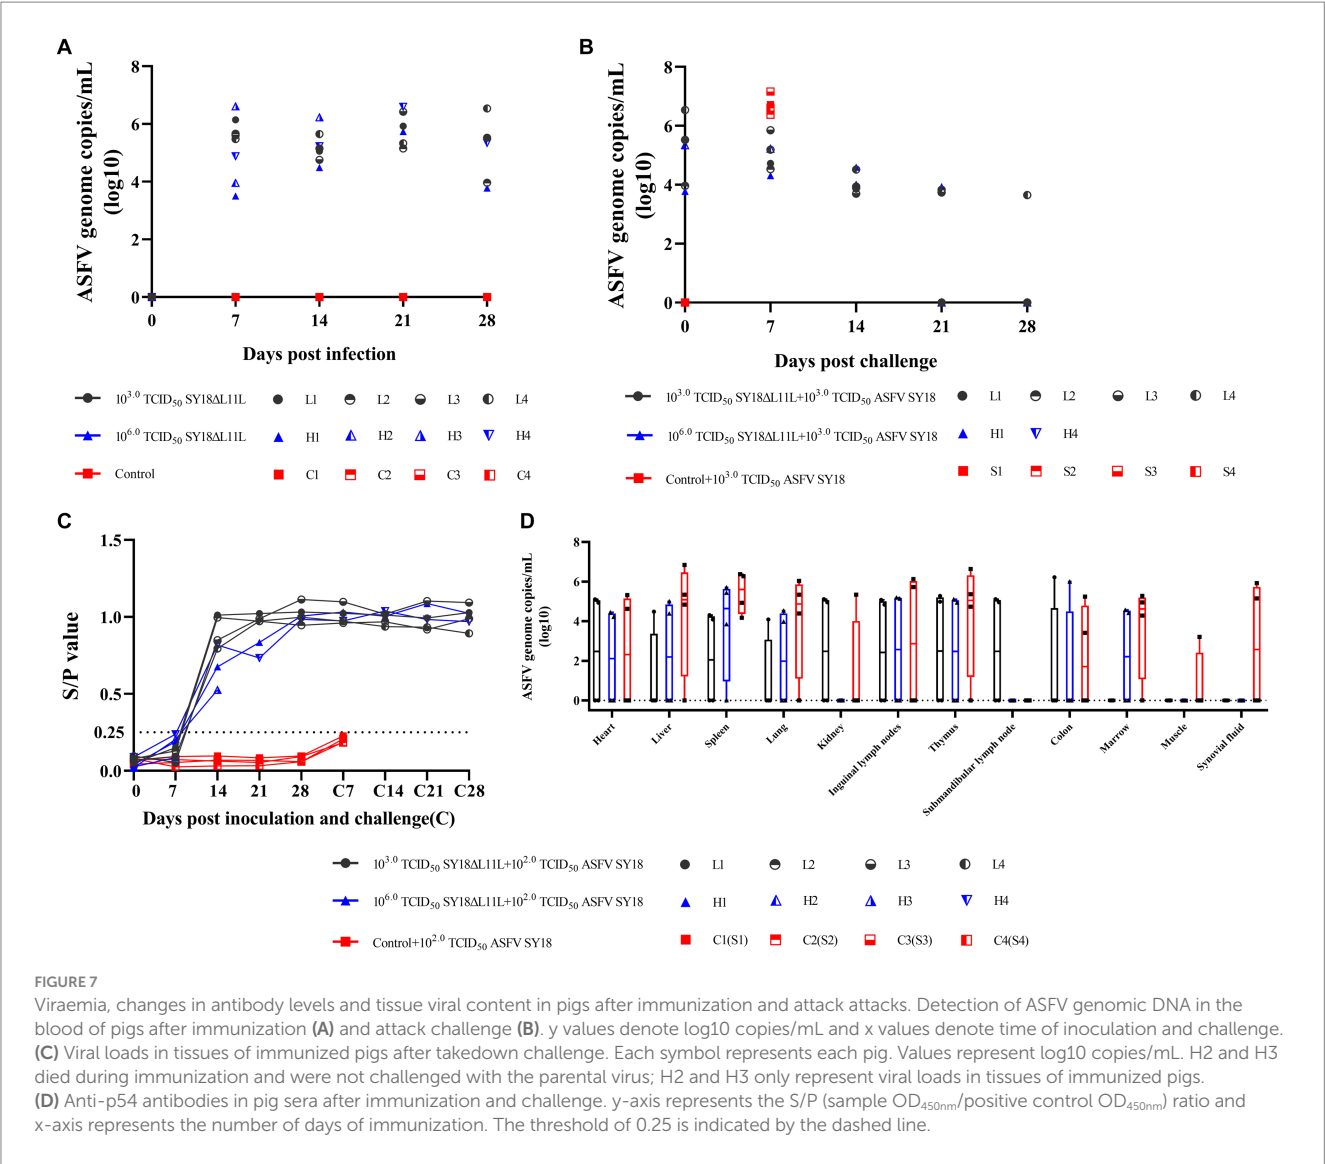 A
B
ASFV genome copies/mL
(log10)
8
6
4
2
0
0 7 14 21 28
Days post infection
ASFV genome copies/mL
(log10)
8
6
4
2
0
0 7 14 21 28
Days post challenge
10^3.0 TCID50 SY18ΔL11L L1 L2 L3 L4
10^6.0 TCID50 SY18ΔL11L H1 H2 H3 H4
Control C1 C2 C3 C4
10^3.0 TCID50 SY18ΔL11L+10^3.0 TCID50 ASFV SY18 L1 L2 L3 L4
10^6.0 TCID50 SY18ΔL11L+10^3.0 TCID50 ASFV SY18 H1 H4
Control+10^3.0 TCID50 ASFV SY18 S1 S2 S3 S4
C
D
S/P value
1.5
1.0
0.5
0.25
0.0
0 7 14 21 28 C7 C14 C21 C28
Days post inoculation and challenge(C)
ASFV genome copies/mL
(log10)
8
6
4
2
0
Heart
Liver
Spleen
Lung
Kidney
Inguinal lymph nodes
Thymus
Submandibular lymph node
Colon
Marrow
Muscle
Synovial fluid
10^3.0 TCID50 SY18ΔL11L+10^2.0 TCID50 ASFV SY18 L1 L2 L3 L4
10^6.0 TCID50 SY18ΔL11L+10^2.0 TCID50 ASFV SY18 H1 H2 H3 H4
Control+10^2.0 TCID50 ASFV SY18 C1(S1) C2(S2) C3(S3) C4(S4)
FIGURE 7
Viraemia, changes in antibody levels and tissue viral content in pigs after immunization and attack attacks. Detection of ASFV genomic DNA in the
blood of pigs after immunization (A) and attack challenge (B). y values denote log10 copies/mL and x values denote time of inoculation and challenge.
(C) Viral loads in tissues of immunized pigs after takedown challenge. Each symbol represents each pig. Values represent log10 copies/mL. H2 and H3
died during immunization and were not challenged with the parental virus; H2 and H3 only represent viral loads in tissues of immunized pigs.
(D) Anti-p54 antibodies in pig sera after immunization and challenge. y-axis represents the S/P (sample OD450nm/positive control OD450nm) ratio and
x-axis represents the number of days of immunization. The threshold of 0.25 is indicated by the dashed line.